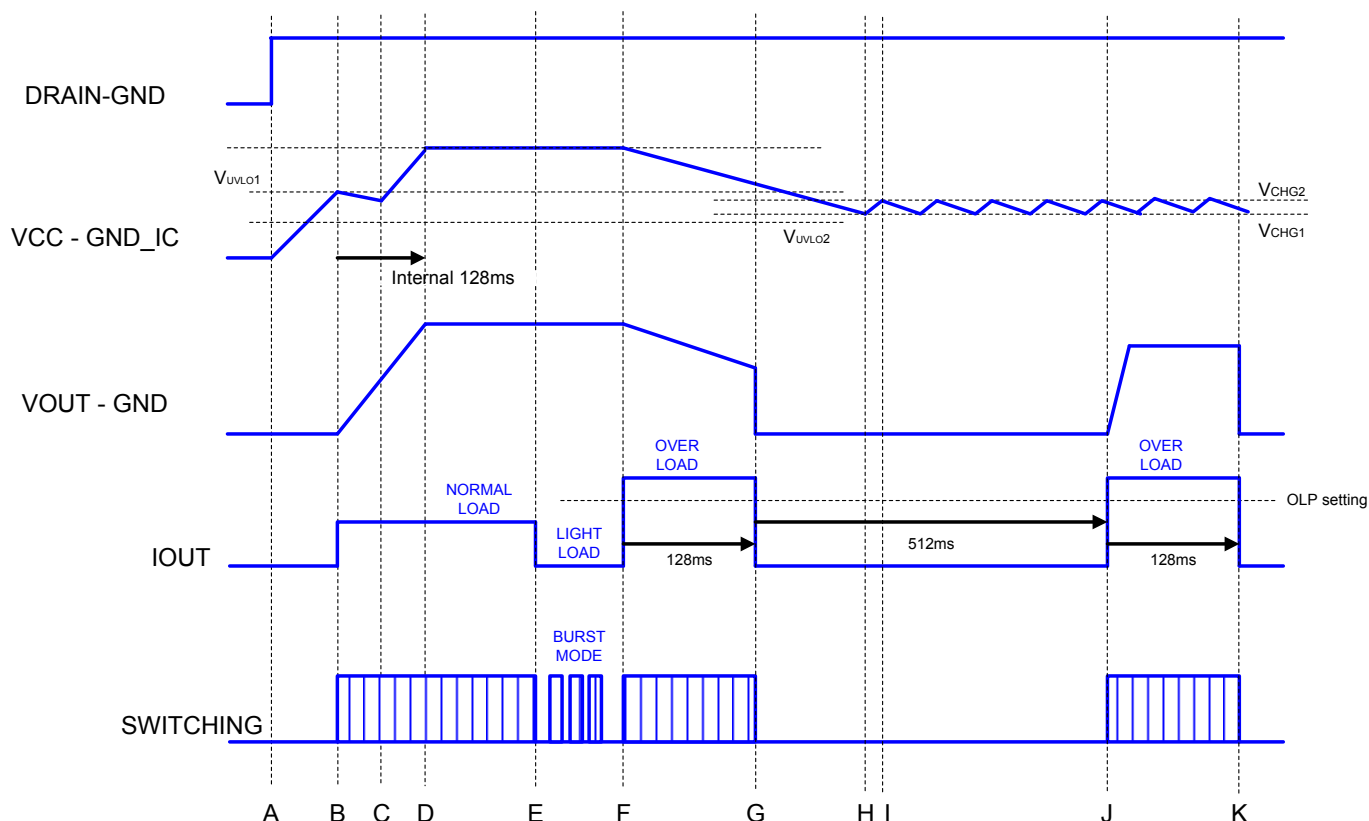 DRAIN-GND
VUVLO1
VCHG2
VCC - GND_IC
VUVLO2
VCHG1
Internal 128ms
VOUT - GND
OVER
LOAD
OVER
LOAD
NORMAL
LOAD
OLP setting
LIGHT
LOAD
IOUT
128ms
512ms
128ms
BURST
MODE
SWITCHING
A B C D E F G H I J K